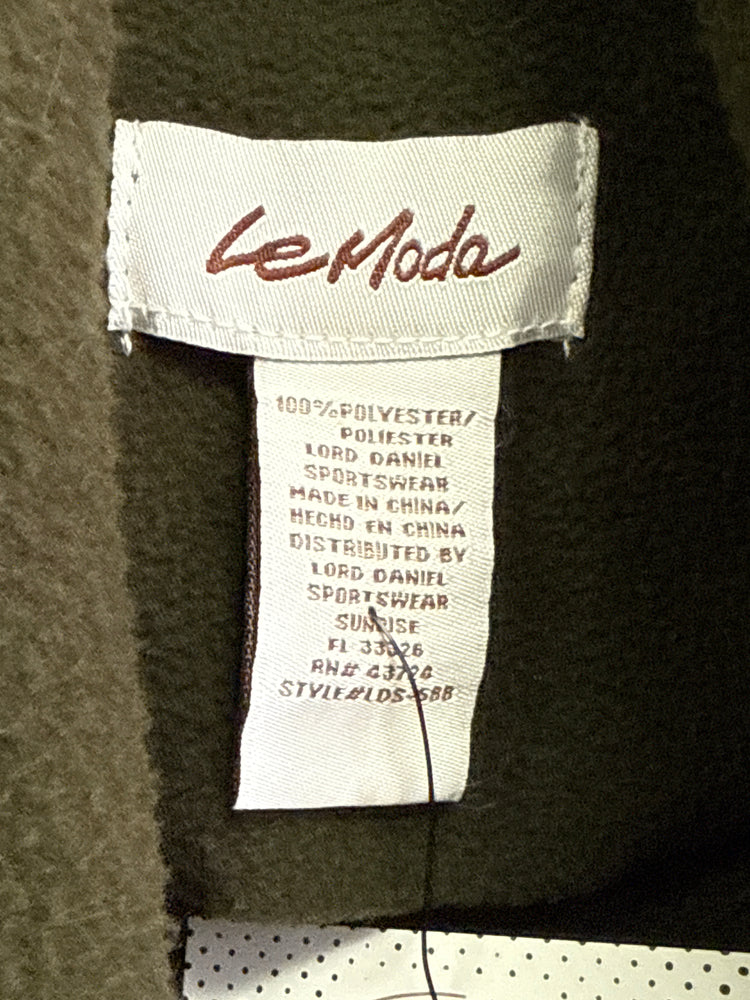 Le Moda
100%POLYESTER/
POLIESTER
LORD DANIEL
SPORTSWEAR
MADE IN CHINA/
HECHO EN CHINA
DISTRIBUTED BY
LORD DANIEL
SPORTSWEAR
SUNRISE
FL 33326
RN#